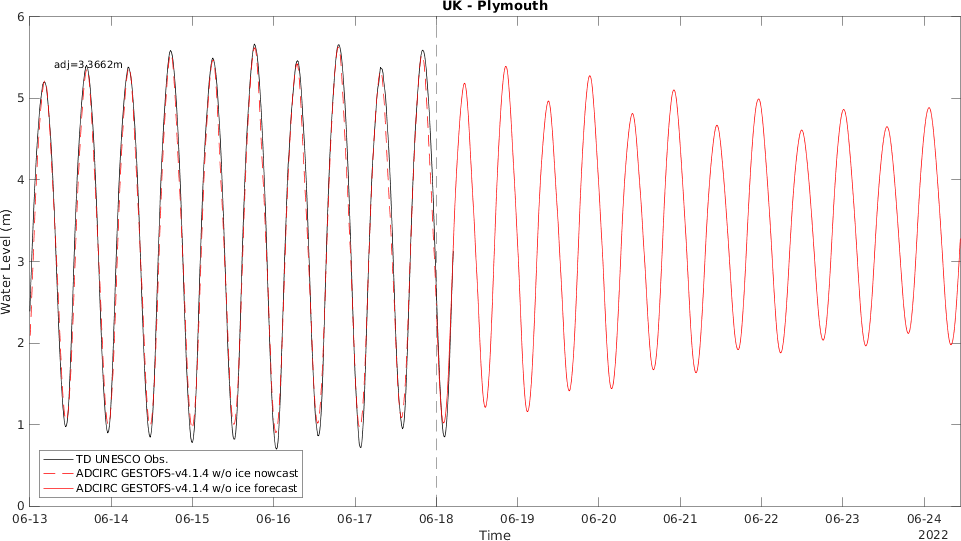 UK - Plymouth
6
adj=3.3662m
5
4
3
2
1
0
Water Level (m)
TD UNESCO Obs.
ADCIRC GESTOFS-v4.1.4 w/o ice nowcast
ADCIRC GESTOFS-v4.1.4 w/o ice forecast
06-13 06-14 06-15 06-16 06-17 06-18 06-19 06-20 06-21 06-22 06-23 06-24
Time
2022